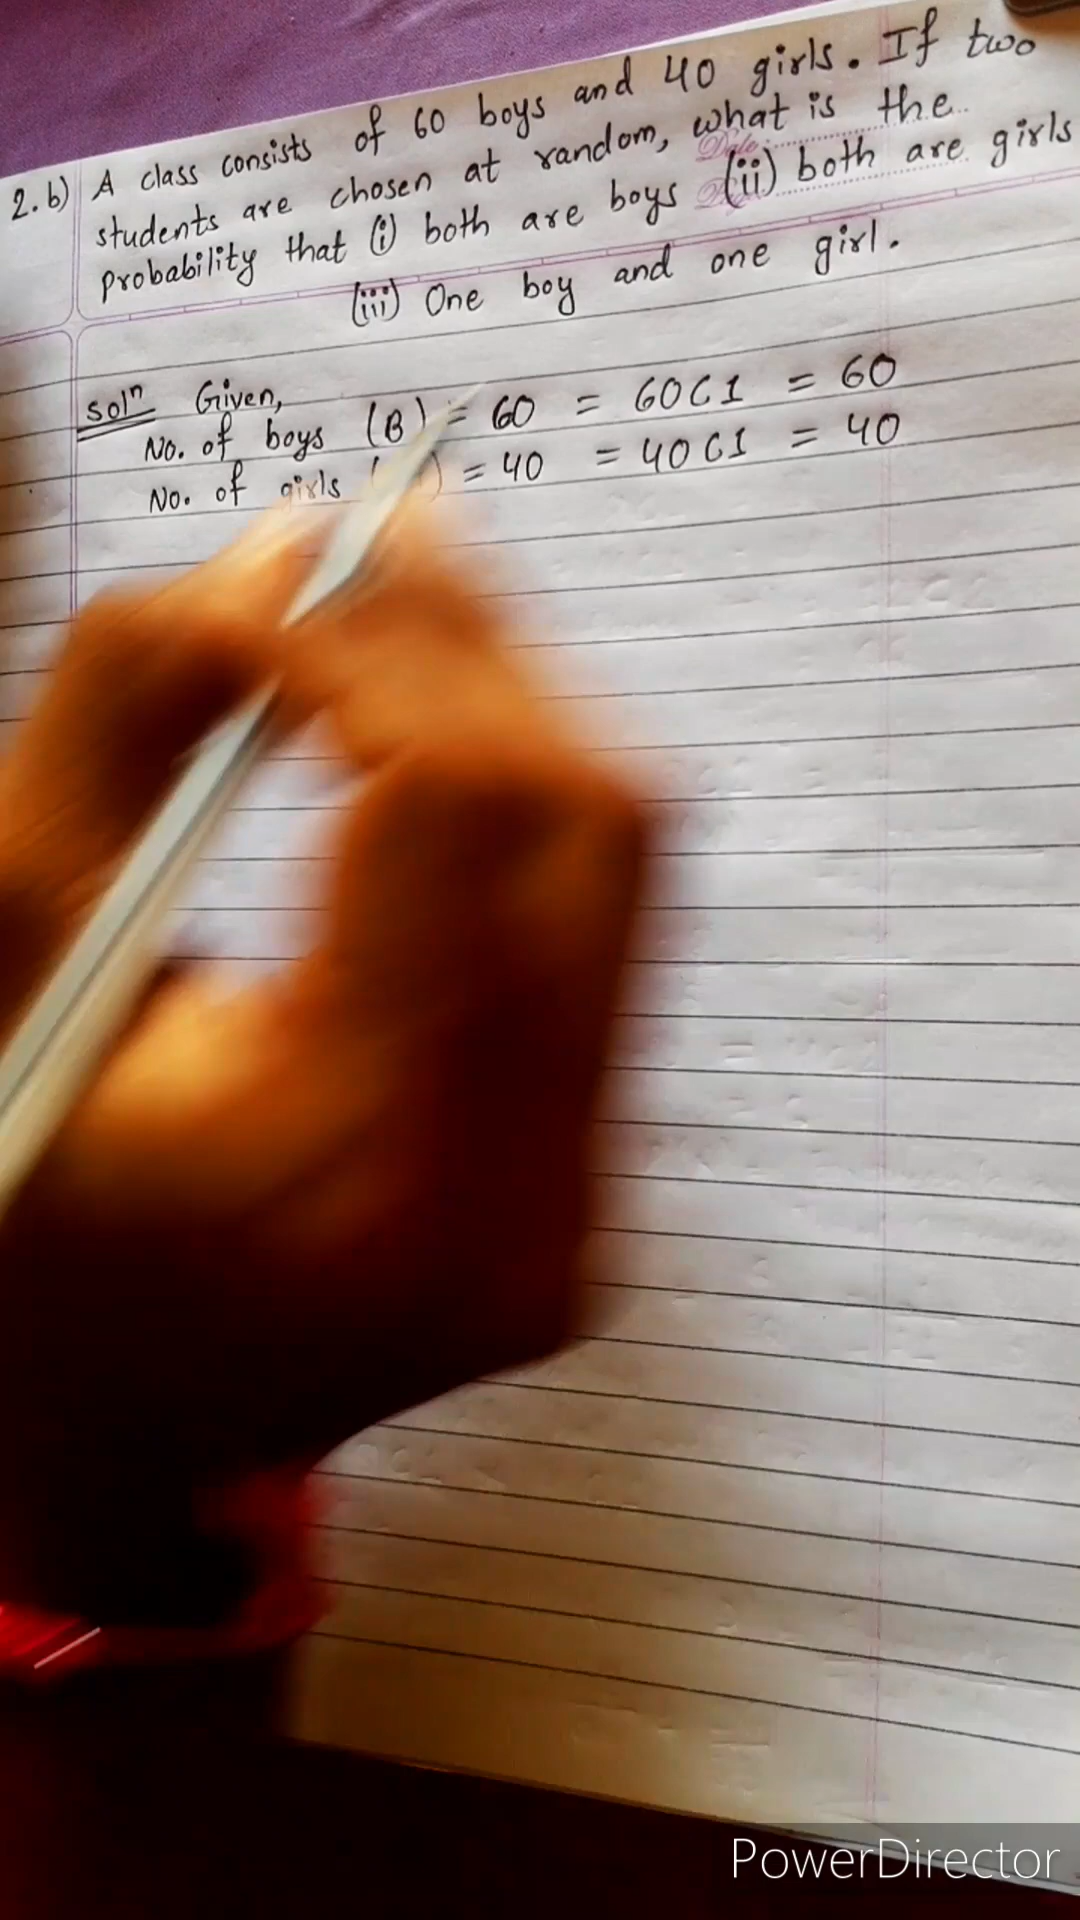 2. b) A class consists of 60 boys and 40 girls. If two
students are chosen at random, what is the
probability that (i) both are boys (ii) both are girls
(iii) One boy and one girl.
Soln Given,
No. of boys (B) = 60 = 60C1 = 60
No. of girls ( ) = 40 = 40C1 = 40
PowerDirector